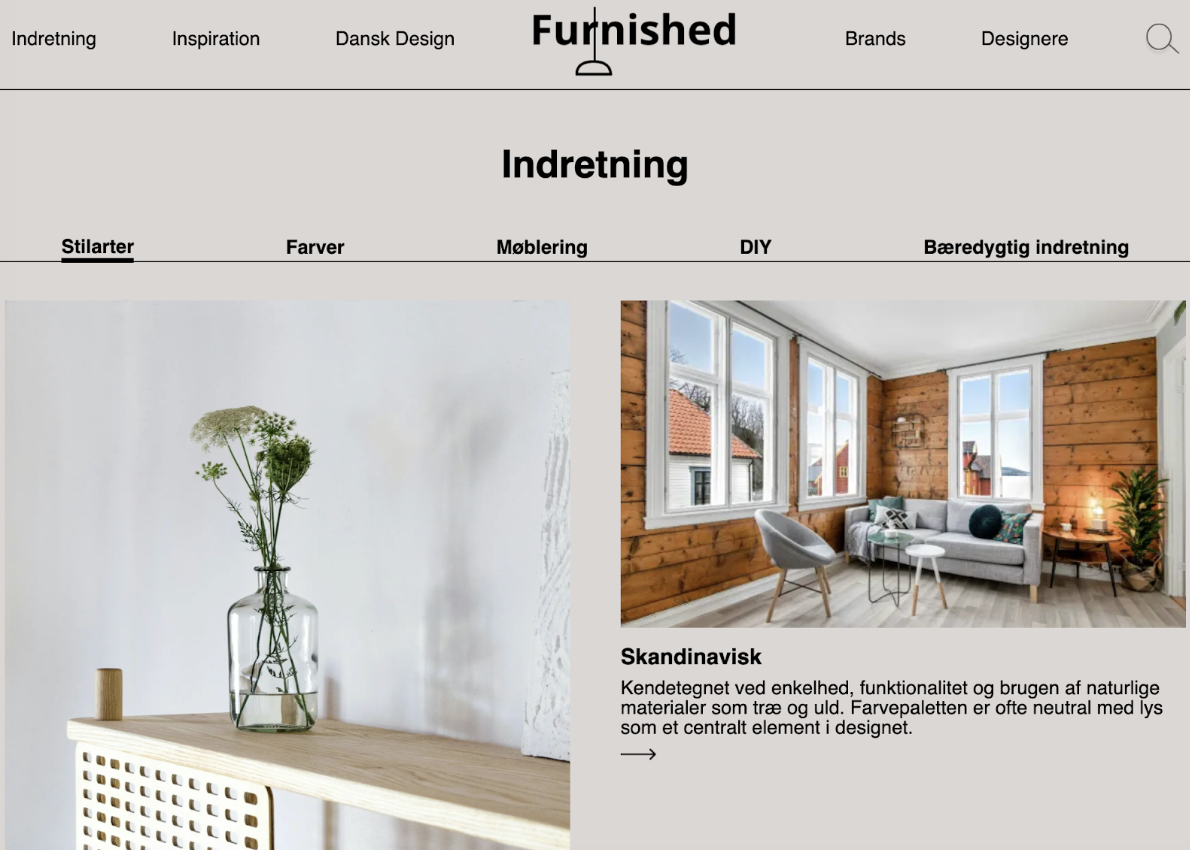 Indretning Inspiration Dansk Design Furnished Brands Designere
Indretning
Stilarter Farver Møblering DIY Bæredygtig indretning
Skandinavisk
Kendetegnet ved enkelhed, funktionalitet og brugen af naturlige
materialer som træ og uld. Farvepaletten er ofte neutral med lys
som et centralt element i designet.